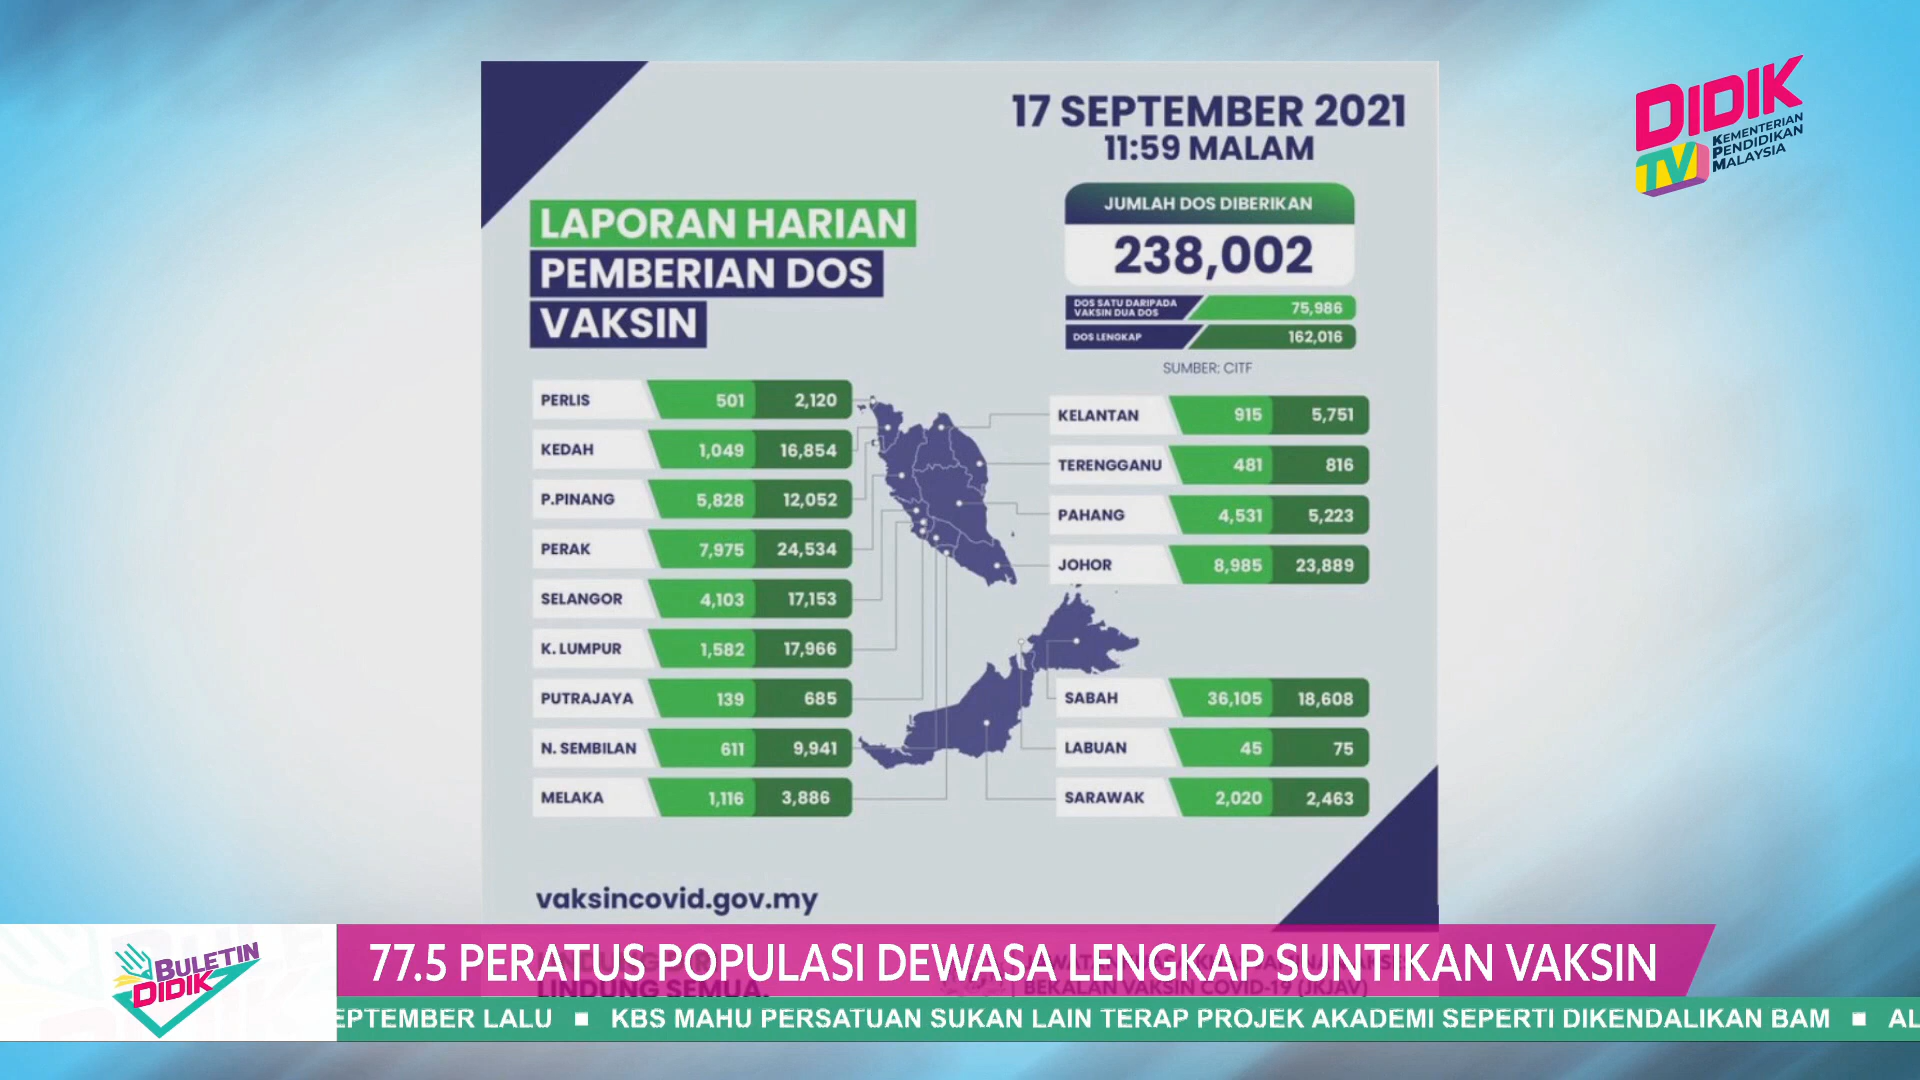 17 SEPTEMBER 2021
11:59 MALAM
DIDIK
TV
KEMENTERIAN
PENDIDIKAN
MALAYSIA
LAPORAN HARIAN
PEMBERIAN DOS
VAKSIN
JUMLAH DOS DIBERIKAN
238,002
DOS SATU DARIPADA
VAKSIN DUA DOS 75,986
DOS LENGKAP 162,016
SUMBER: CITF
PERLIS 501 2,120
KEDAH 1,049 16,854
P.PINANG 5,828 12,052
PERAK 7,975 24,534
SELANGOR 4,103 17,153
K. LUMPUR 1,582 17,966
PUTRAJAYA 139 685
N. SEMBILAN 611 9,941
MELAKA 1,116 3,886
KELANTAN 915 5,751
TERENGGANU 481 816
PAHANG 4,531 5,223
JOHOR 8,985 23,889
SABAH 36,105 18,608
LABUAN 45 75
SARAWAK 2,020 2,463
vaksincovid.gov.my
BULETIN
DIDIK
77.5 PERATUS POPULASI DEWASA LENGKAP SUNTIKAN VAKSIN
LINDUNG SEMUA.
BEKALAN VAKSIN COVID-19 (JKJAV)
EPTEMBER LALU ■ KBS MAHU PERSATUAN SUKAN LAIN TERAP PROJEK AKADEMI SEPERTI DIKENDALIKAN BAM ■ AL